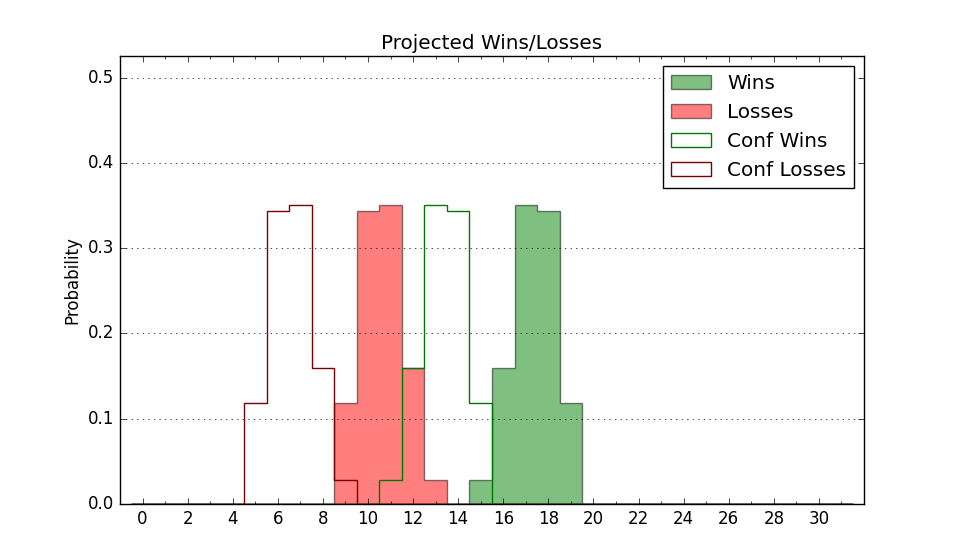 Projected Wins/Losses
0.5
0.4
0.3
0.2
0.1
0.0
Probability
Wins
Losses
Conf Wins
Conf Losses
0 2 4 6 8 10 12 14 16 18 20 22 24 26 28 30